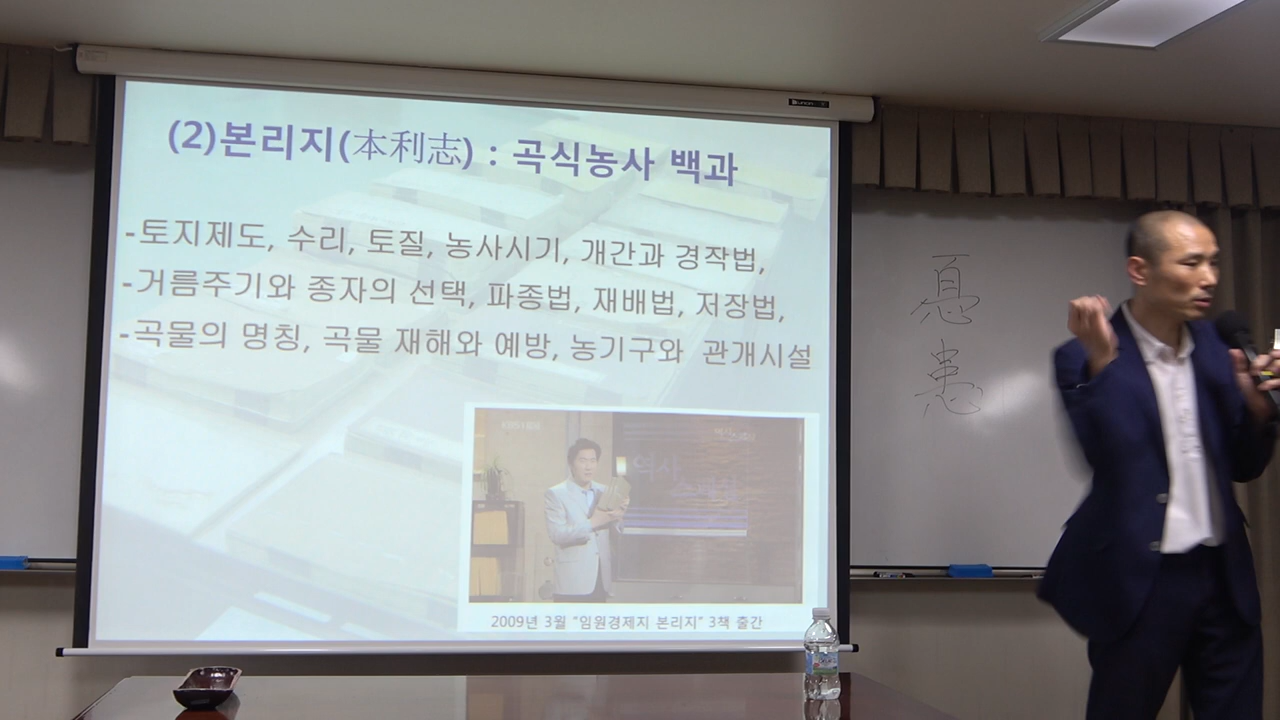 (2)본리지(本利志) : 곡식농사 백과
-토지제도, 수리, 토질, 농사시기, 개간과 경작법,
-거름주기와 종자의 선택, 파종법, 재배법, 저장법,
-곡물의 명칭, 곡물 재해와 예방, 농기구와 관개시설
역사
2009년 3월 "임원경제지 본리지" 3책 출간
患